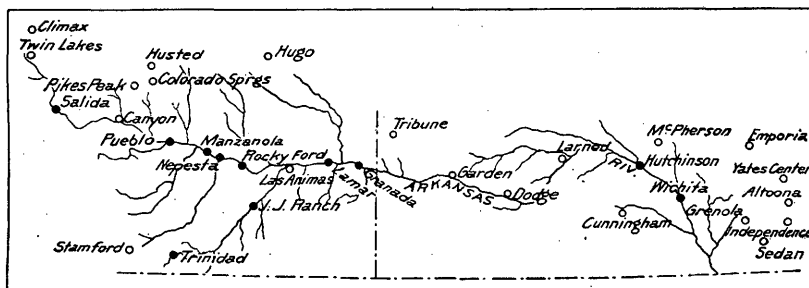 Climax
Twin Lakes
Husted
Hugo
Pikes Peak
Colorado Sprgs
Salida
Canyon
Pueblo
Manzanola
Nepesta
Rocky Ford
Las Animas
Lamar
Granada
J.J. Ranch
Stamford
Trinidad
Tribune
ARKANSAS
RIV.
Garden
Dodge
Larned
McPherson
Emporia
Hutchinson
Yates Center
Wichita
Altoona
Grenola
Cunningham
Independence
Sedan